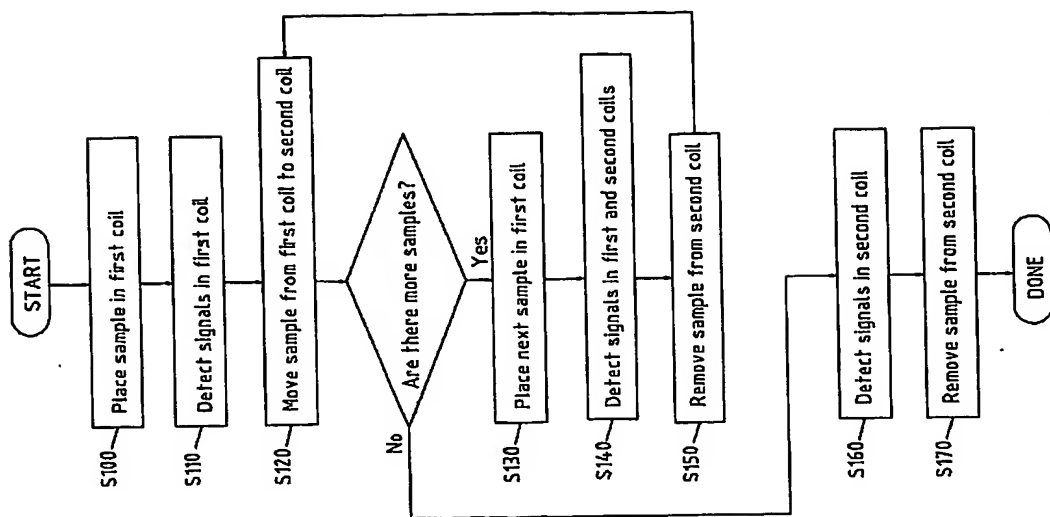 START
Place sample in first coil
S100
Detect signals in first coil
S110
Move sample from first coil to second coil
S120
Are there more samples?
No
Yes
Place next sample in first coil
S130
Detect signals in first and second coils
S140
Remove sample from second coil
S150
Detect signals in second coil
S160
Remove sample from second coil
S170
DONE